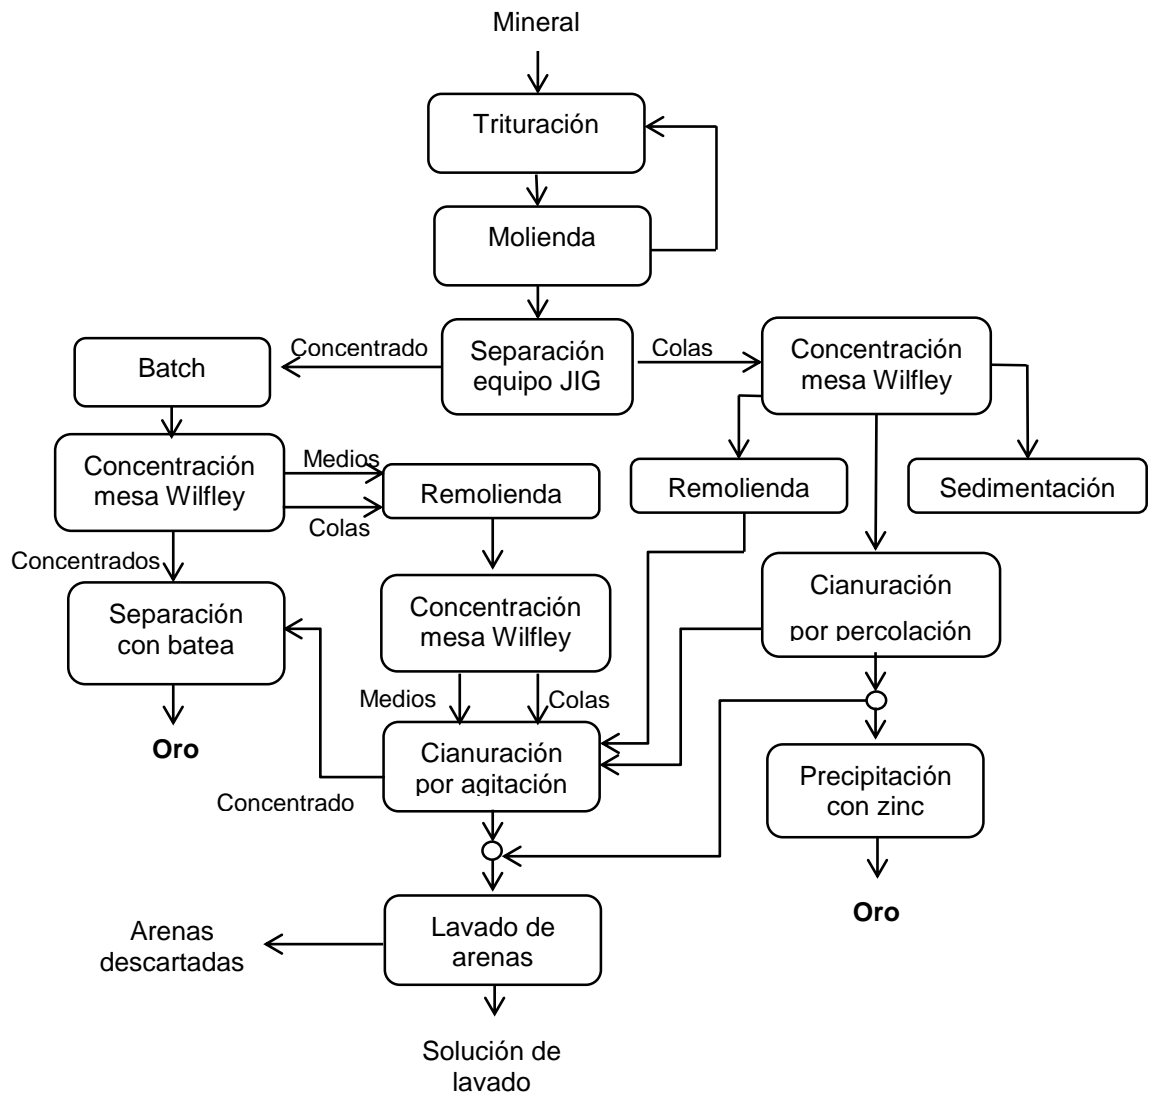 Mineral
Trituración
Molienda
Concentrado
Separación
equipo JIG
Colas
Concentración
mesa Wilfley
Batch
Concentración
mesa Wilfley
Medios
Colas
Remolienda
Remolienda
Sedimentación
Concentrados
Separación
con batea
Concentración
mesa Wilfley
Cianuración
por percolación
Medios
Colas
Oro
Cianuración
por agitación
Concentrado
Precipitación
con zinc
Oro
Arenas
descartadas
Lavado de
arenas
Solución de
lavado